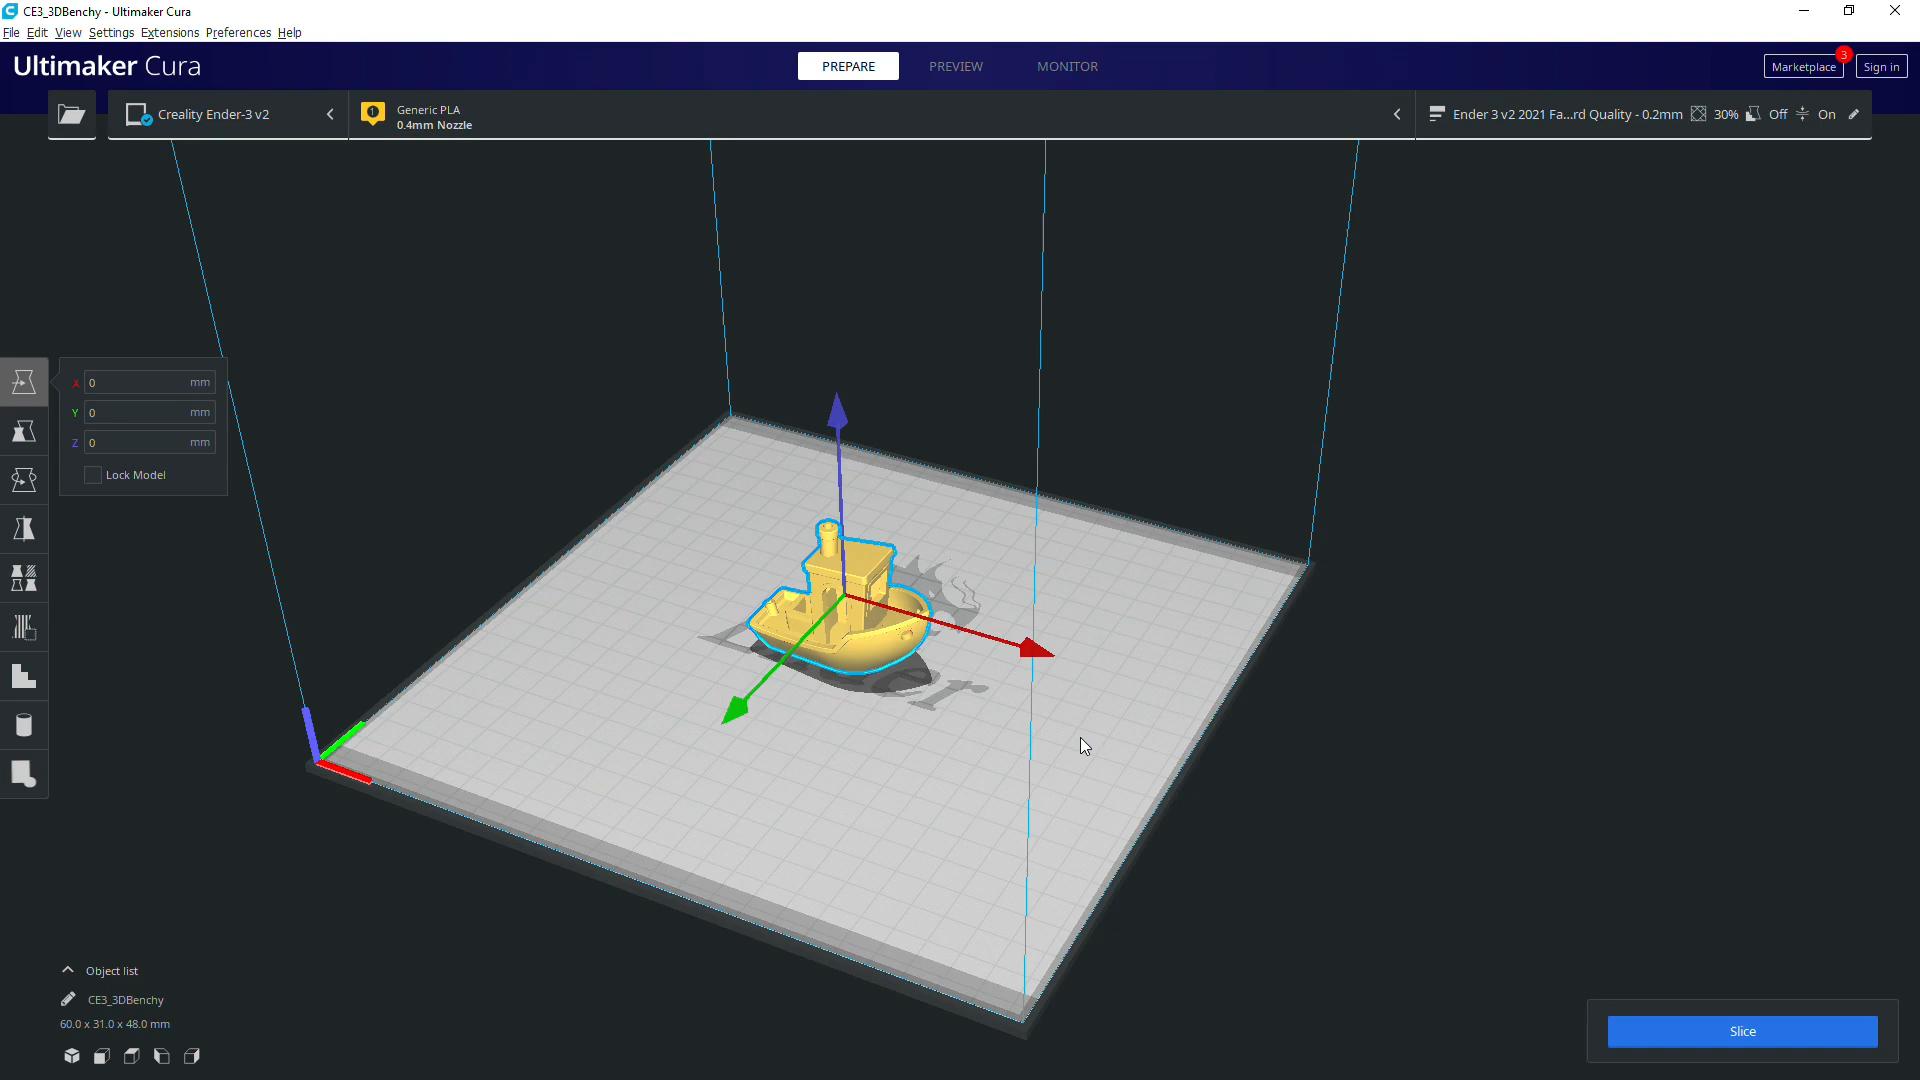 CE3_3DBenchy - Ultimaker Cura
File Edit View Settings Extensions Preferences Help
Ultimaker Cura
PREPARE PREVIEW MONITOR
3
Marketplace Sign in
Creality Ender-3 v2
1
Generic PLA
0.4mm Nozzle
Ender 3 v2 2021 Fa...rd Quality - 0.2mm 30% Off On
X 0 mm
Y 0 mm
Z 0 mm
Lock Model
Object list
CE3_3DBenchy
60.0 x 31.0 x 48.0 mm
Slice